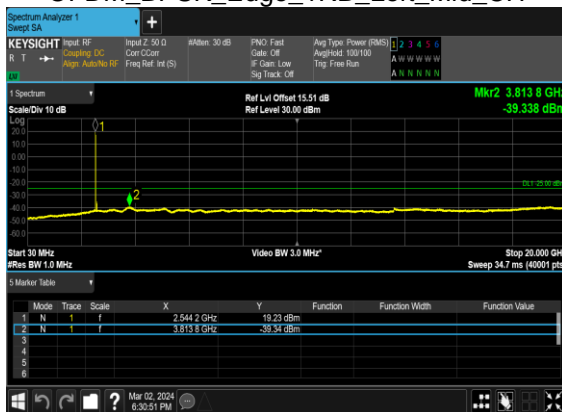 Spectrum Analyzer 1
Swept SA
KEYSIGHT
R T
LU
Input: RF
Coupling: DC
Align: Auto/No RF
Input Z: 50 Ω
Corr CCorr
Freq Ref: Int (S)
#Atten: 30 dB
PNO: Fast
Gate: Off
IF Gain: Low
Sig Track: Off
Avg Type: Power (RMS)
Avg|Hold: 100/100
Trig: Free Run
1 2 3 4 5 6
A W W W W W
A N N N N N
1 Spectrum
Scale/Div 10 dB
Ref Lvl Offset 15.51 dB
Ref Level 30.00 dBm
Mkr2 3.813 8 GHz
-39.338 dBm
Log
20.0
10.0
0.00
-10.0
-20.0
-30.0
-40.0
-50.0
-60.0
1
2
Start 30 MHz
#Res BW 1.0 MHz
Video BW 3.0 MHz*
Stop 20.000 GHz
Sweep 34.7 ms (40001 pts)
5 Marker Table
Mode Trace Scale X Y Function Function Width Function Value
1 N 1 f 2.544 2 GHz 19.23 dBm
2 N 1 f 3.813 8 GHz -39.34 dBm
3
4
5
6
Mar 02, 2024
6:30:51 PM